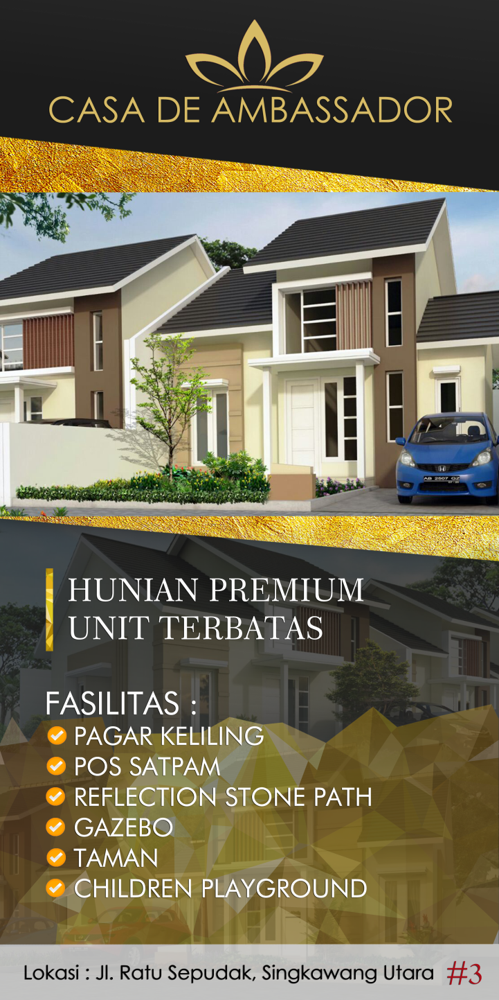 CASA DE AMBASSADOR
AB 2507 GZ
HUNIAN PREMIUM
UNIT TERBATAS
FASILITAS :
PAGAR KELILING
POS SATPAM
REFLECTION STONE PATH
GAZEBO
TAMAN
CHILDREN PLAYGROUND
Lokasi : Jl. Ratu Sepudak, Singkawang Utara #3